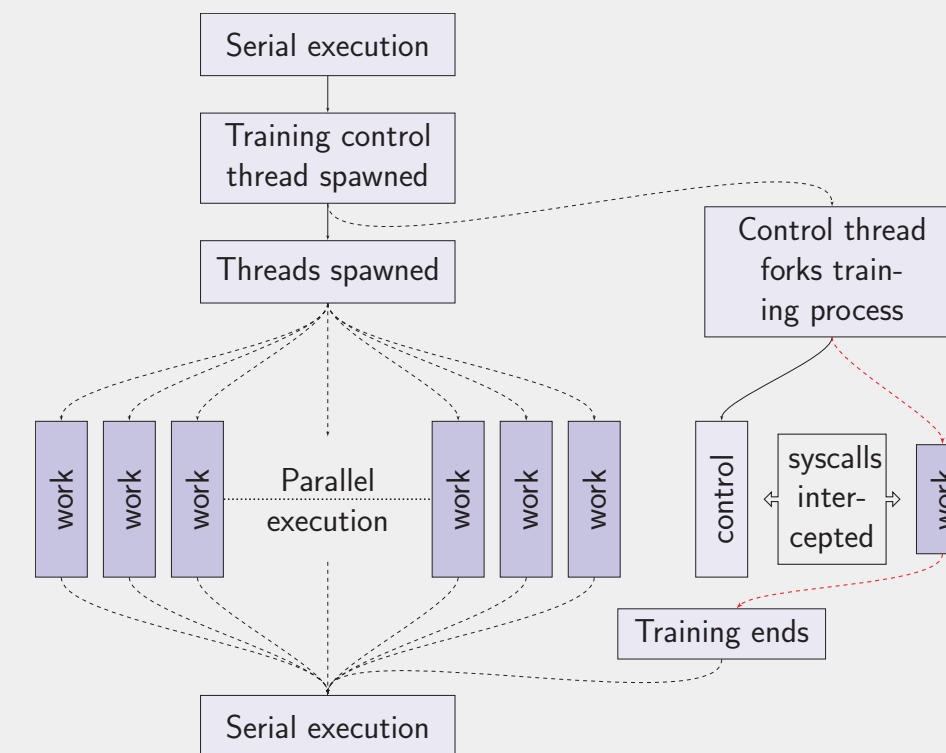 Serial execution
Training control
thread spawned
Threads spawned
Control thread
forks train-
ing process
work
work
work
Parallel
execution
work
work
work
control
syscalls
inter-
cepted
work
Training ends
Serial execution